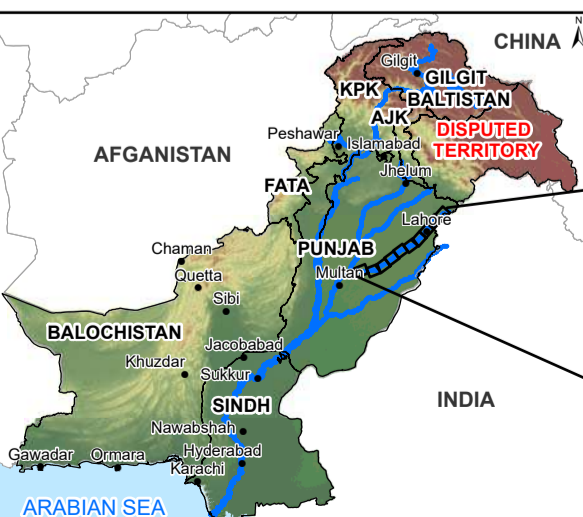 N
CHINA
Gilgit
GILGIT
BALTISTAN
KPK
AJK
DISPUTED
TERRITORY
Peshawar
Islamabad
AFGANISTAN
Jhelum
FATA
Lahore
PUNJAB
Chaman
Multan
Quetta
Sibi
BALOCHISTAN
Jacobabad
Khuzdar
Sukkur
INDIA
SINDH
Nawabshah
Hyderabad
Gawadar
Ormara
Karachi
ARABIAN SEA